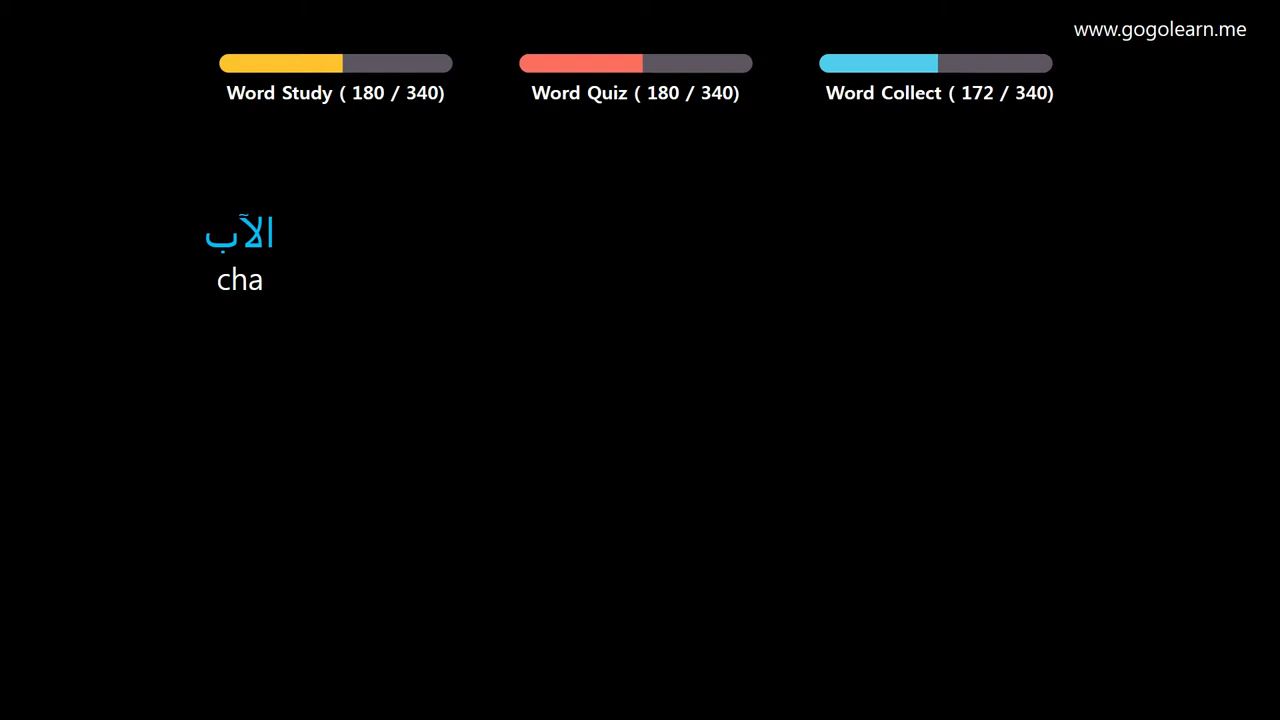 www.gogolearn.me
Word Study ( 180 / 340)
Word Quiz ( 180 / 340)
Word Collect ( 172 / 340)
الآب
cha